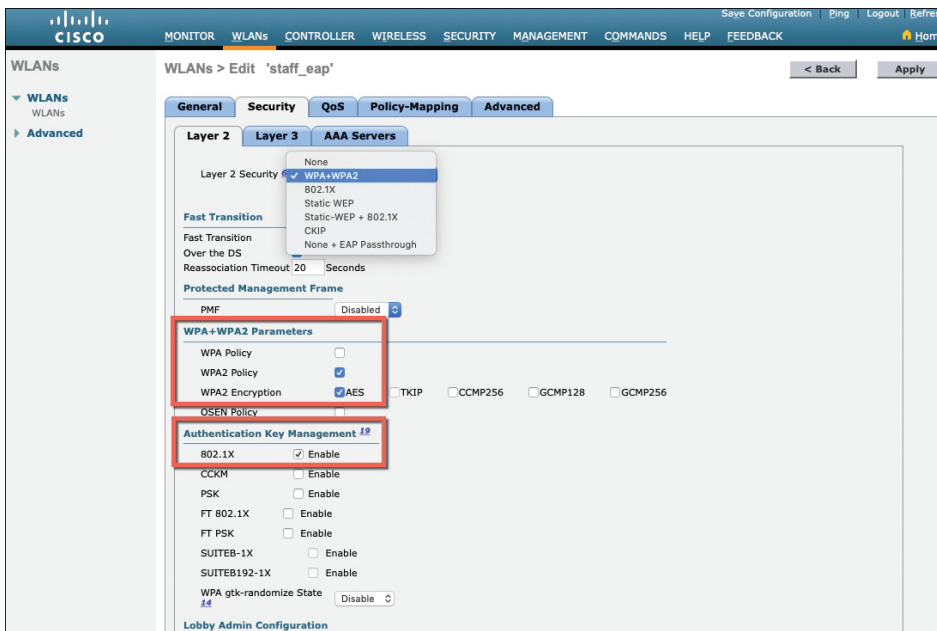 Save Configuration | Ping | Logout | Refre
CISCO
MONITOR WLANs CONTROLLER WIRELESS SECURITY MANAGEMENT COMMANDS HELP FEEDBACK Hom
WLANs
WLANs > Edit 'staff_eap'
< Back
Apply
WLANs
WLANs
Advanced
General Security QoS Policy-Mapping Advanced
Layer 2 Layer 3 AAA Servers
Layer 2 Security
None
✓ WPA+WPA2
802.1X
Static WEP
Static-WEP + 802.1X
CKIP
None + EAP Passthrough
Fast Transition
Fast Transition
Over the DS
Reassociation Timeout 20 Seconds
Protected Management Frame
PMF Disabled
WPA+WPA2 Parameters
WPA Policy
WPA2 Policy
WPA2 Encryption AES TKIP CCMP256 GCMP128 GCMP256
OSEN Policy
Authentication Key Management 19
802.1X Enable
CCKM Enable
PSK Enable
FT 802.1X Enable
FT PSK Enable
SUITEB-1X Enable
SUITEB192-1X Enable
WPA gtk-randomize State Disable
14
Lobby Admin Configuration